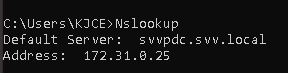 C:\Users\KJCE>Nslookup
Default Server:  svvpdc.svv.local
Address:  172.31.0.25